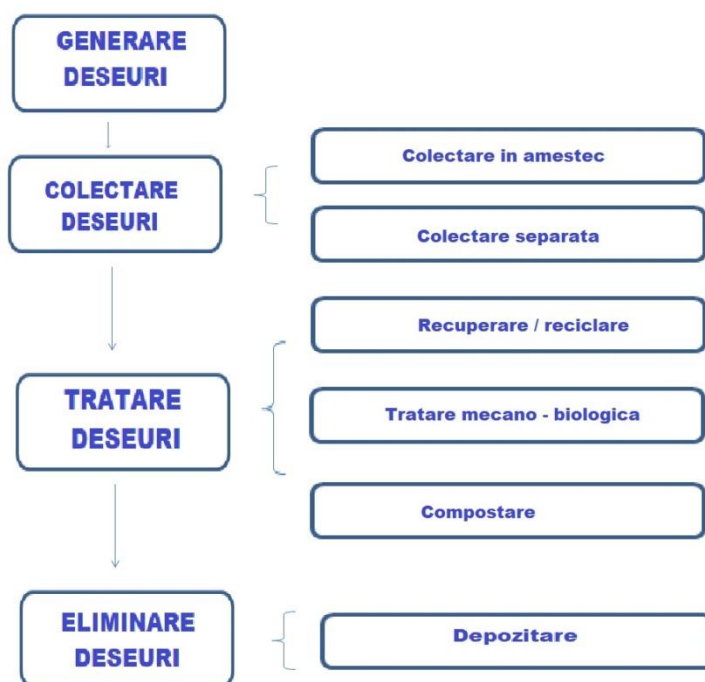 GENERARE
DESEURI
COLECTARE
DESEURI
Colectare in amestec
Colectare separata
TRATARE
DESEURI
Recuperare / reciclare
Tratare mecano - biologica
Compostare
ELIMINARE
DESEURI
Depozitare